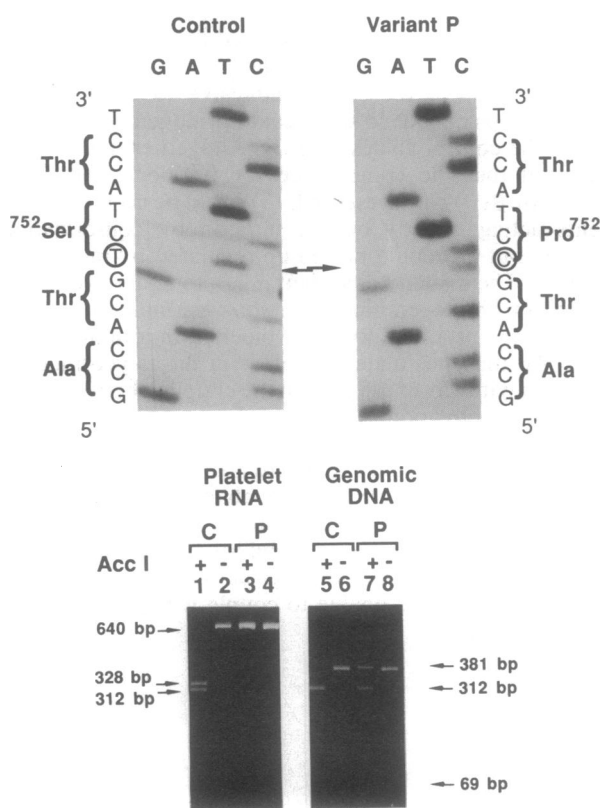 Control Variant P
G A T C G A T C
3' 3'
T T
C C
Thr { C C } Thr
A A
T T
752Ser { C C } Pro752
T C
G G
Thr { C C } Thr
A A
C C
Ala { C C } Ala
G G
5' 5'
Platelet RNA Genomic DNA
C P C P
Acc I + - + - + - + -
1 2 3 4 5 6 7 8
640 bp 381 bp
328 bp
312 bp 312 bp
69 bp